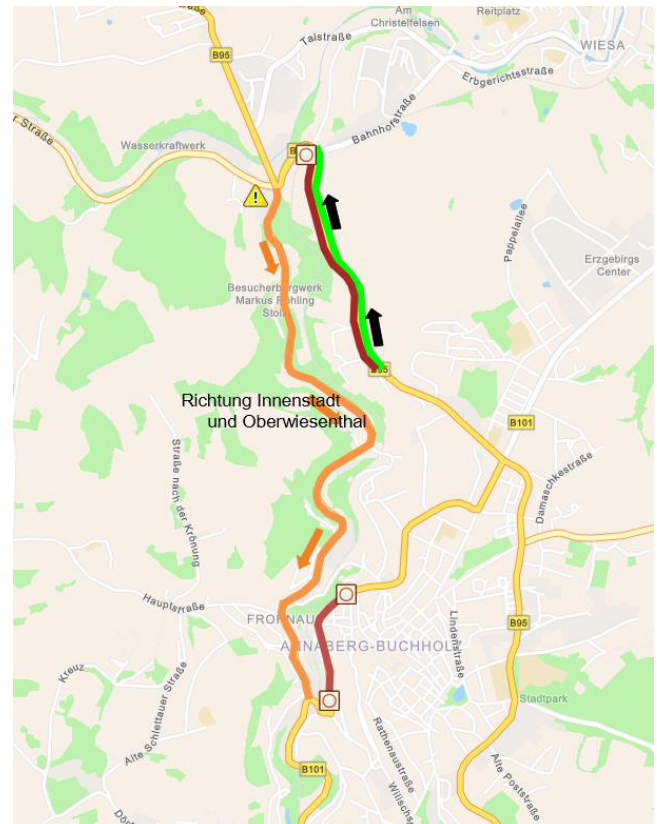 Am
Christelfelsen
Reitplatz
Talstraße
WIESA
B95
Erbgerichtsstraße
Bahnhofstraße
Wasserkraftwerk
er Straße
Pappelallee
Erzgebirgs
Center
Besucherbergwerk
Markus Röhling
Stolln
B95
Richtung Innenstadt
und Oberwiesenthal
B101
Straße nach der Krönung
Damaschkestraße
Hauptstraße
FROHNAU
Lindenstraße
B95
ANNABERG-BUCHHOLZ
Kreuz
Stadtpark
Alte Schlettauer Straße
Rathenaustraße
B101
Alte Poststraße